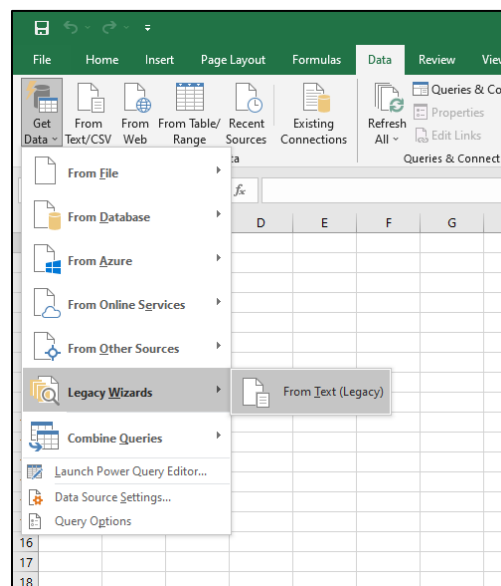 File Home Insert Page Layout Formulas Data Review View
Get Data From Text/CSV From Web From Table/ Range Recent Sources Existing Connections Refresh All Queries & Co
Properties
Edit Links
Queries & Connect
From File
From Database
From Azure
From Online Services
From Other Sources
Legacy Wizards
From Text (Legacy)
Combine Queries
Launch Power Query Editor...
Data Source Settings...
Query Options
fx
D E F G
16
17
18